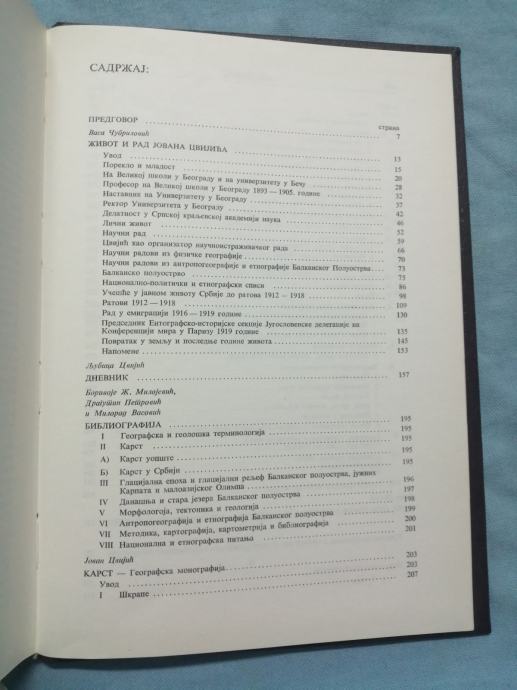 САДРЖАЈ:
страна
ПРЕДГОВОР 7
Васа Чубриловић
ЖИВОТ И РАД ЈОВАНА ЦВИЈИЋА
Увод 13
Порекло и младост 15
На Великој школи у Београду и на универзитету у Бечу 20
Професор на Великој школи у Београду 1893—1905. године 28
Наставник на Универзитету у Београду 32
Ректор Универзитета у Београду 37
Делатност у Српској краљевској академији наука 42
Лични живот 46
Научни рад 52
Цвијић као организатор научноистраживачког рада 59
Научни радови из физичке географије 66
Научни радови из антропогеографије и етнографије Балканског Полуострва 70
Балканско полуострво 73
Национално-политички и етнографски списи 75
Учешће у јавном животу Србије до ратова 1912 — 1918 86
Ратови 1912—1918 98
Рад у емиграцији 1916—1919 године 109
Председник Ентографско-историјске секције Југословенске делегације на 130
Конференцији мира у Паризу 1919 године 135
Повратак у земљу и последње године живота 145
Напомене 153
Љубица Цвијић
ДНЕВНИК 157
Боривоје Ж. Милојевић,
Драгутин Петровић
и Милорад Васовић
БИБЛИОГРАФИЈА 195
I Географска и геолошка терминологија 195
II Карст 195
А) Карст уопште 195
Б) Карст у Србији 195
III Глацијална епоха и глацијални рељеф Балканског полуострва, јужних
Карпата и малоазијског Олимпа 196
IV Данашња и стара језера Балканског полуострва 197
V Морфологоја, тектоника и геологија 198
VI Антропогеографија и етнографија Балканског полуострва 199
VII Методика, картографија, картометрија и библиографија 200
VIII Национална и етнографска питања 201
Јован Цвијић
КАРСТ — Географска монографија 203
Увод 203
I Шкрапе 207